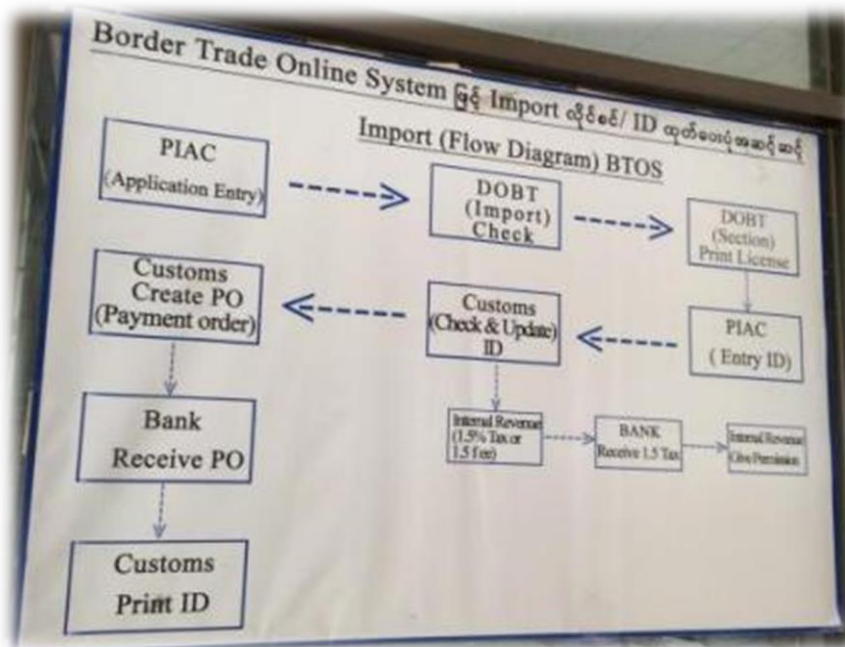 Border Trade Online System ဖြင့် Import လိုင်စင်/ ID ထုတ်ပေးပုံအဆင့်ဆင့်
Import (Flow Diagram) BTOS
PIAC
(Application Entry)
DOBT
(Import)
Check
DOBT
(Section)
Print License
Customs
Create PO
(Payment order)
Customs
(Check & Update)
ID
PIAC
( Entry ID)
Bank
Receive PO
Internal Revenue
(1.5% Tax or
1.5 fee)
BANK
Receive 1.5 Tax
Internal Revenue
Give Permission
Customs
Print ID